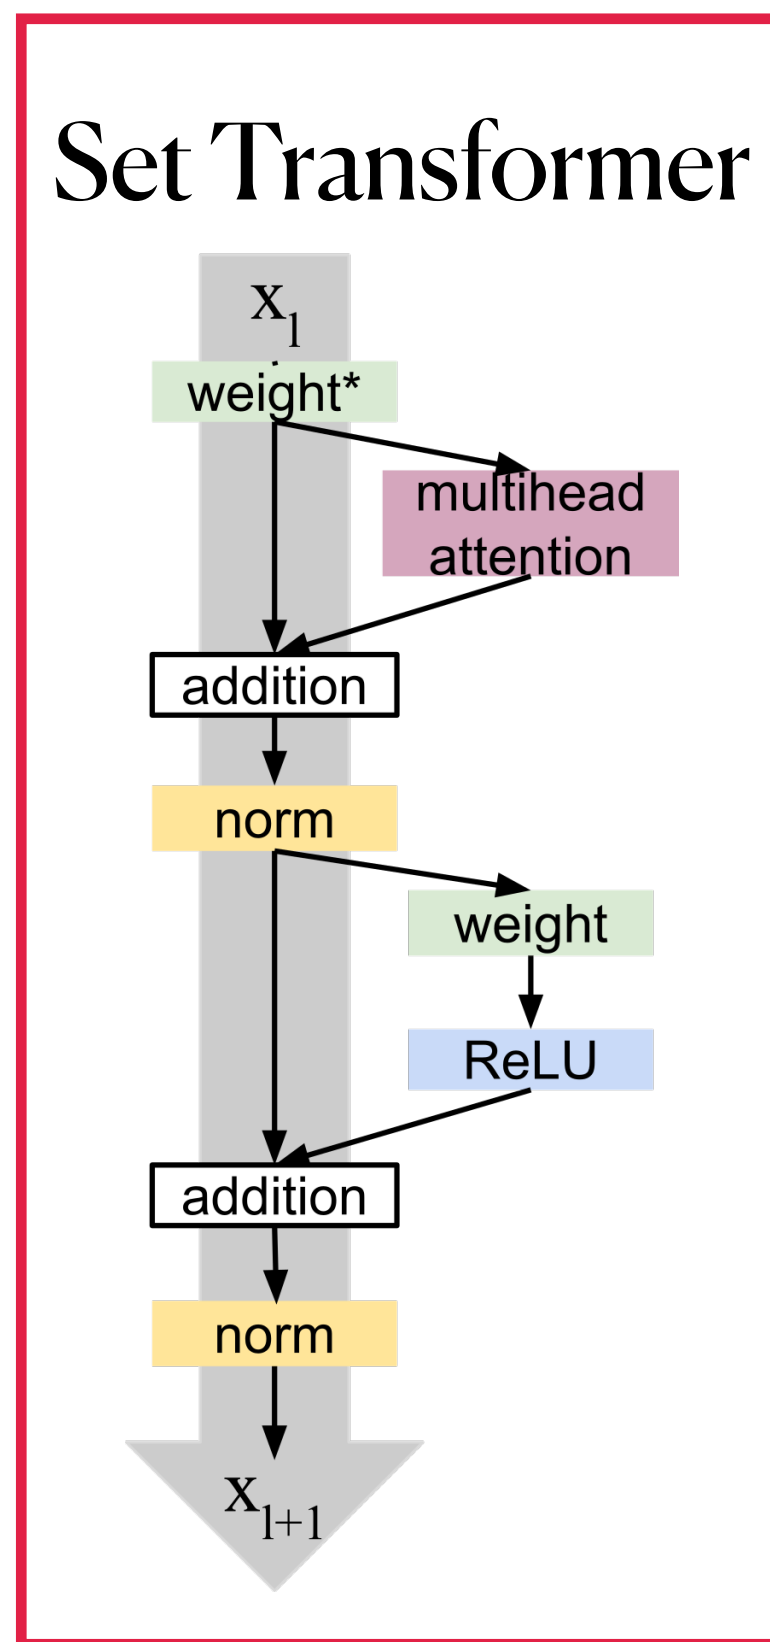 Set Transformer
x_l
weight*
multihead
attention
addition
norm
weight
ReLU
addition
norm
x_l+1